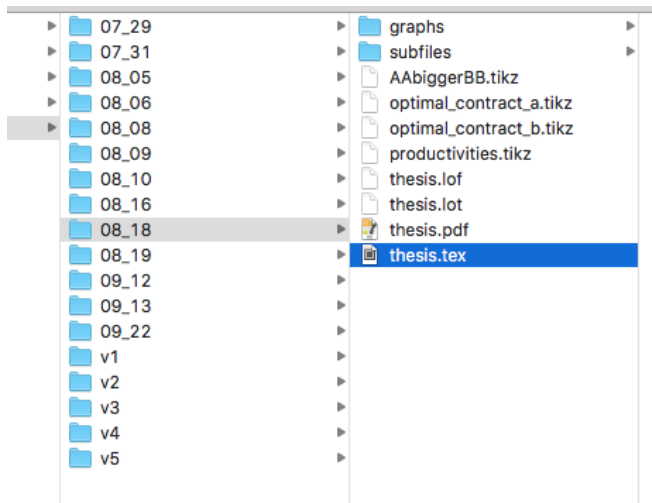 07_29
07_31
08_05
08_06
08_08
08_09
08_10
08_16
08_18
08_19
09_12
09_13
09_22
v1
v2
v3
v4
v5
graphs
subfiles
AAbiggerBB.tikz
optimal_contract_a.tikz
optimal_contract_b.tikz
productivities.tikz
thesis.lof
thesis.lot
thesis.pdf
thesis.tex